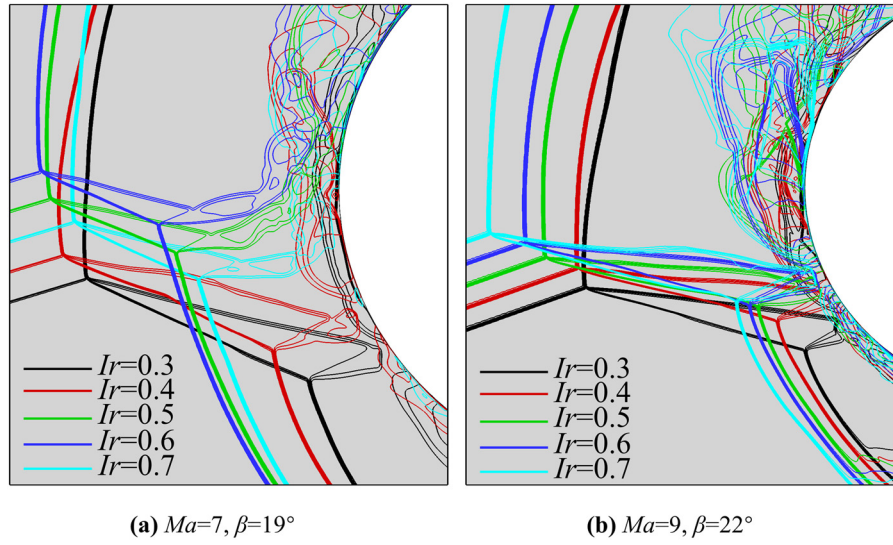 Ir=0.3
Ir=0.4
Ir=0.5
Ir=0.6
Ir=0.7
(a) Ma=7, β=19°
Ir=0.3
Ir=0.4
Ir=0.5
Ir=0.6
Ir=0.7
(b) Ma=9, β=22°